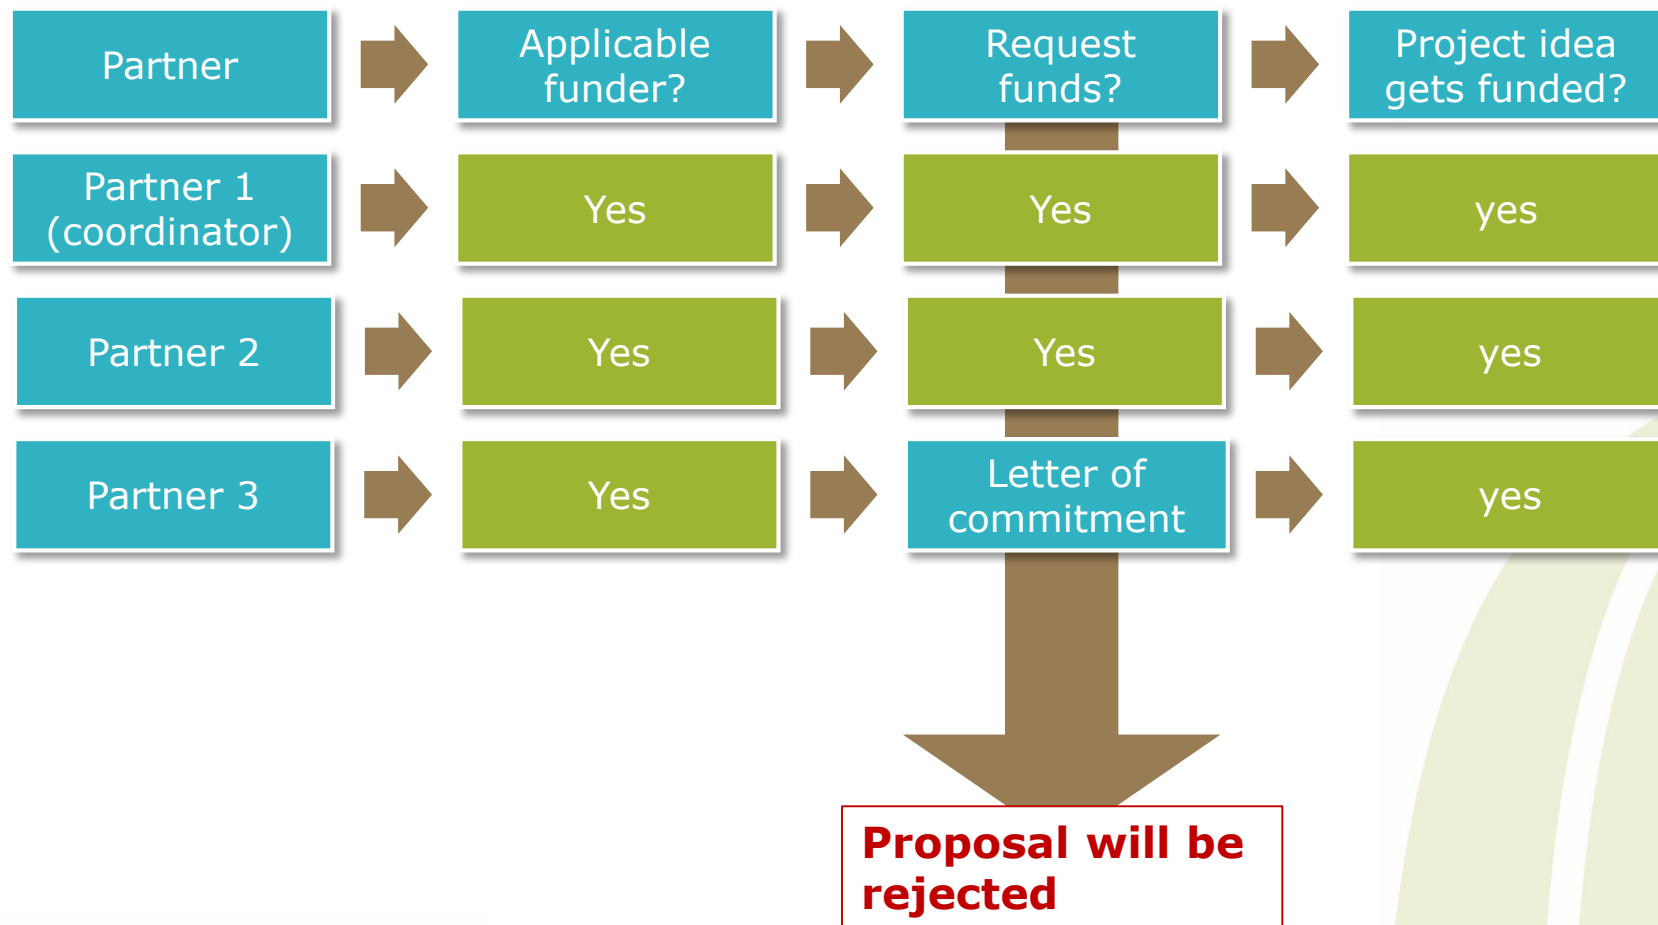 Partner
Applicable
funder?
Request
funds?
Project idea
gets funded?
Partner 1
(coordinator)
Yes
Yes
yes
Partner 2
Yes
Yes
yes
Partner 3
Yes
Letter of
commitment
yes
Proposal will be
rejected